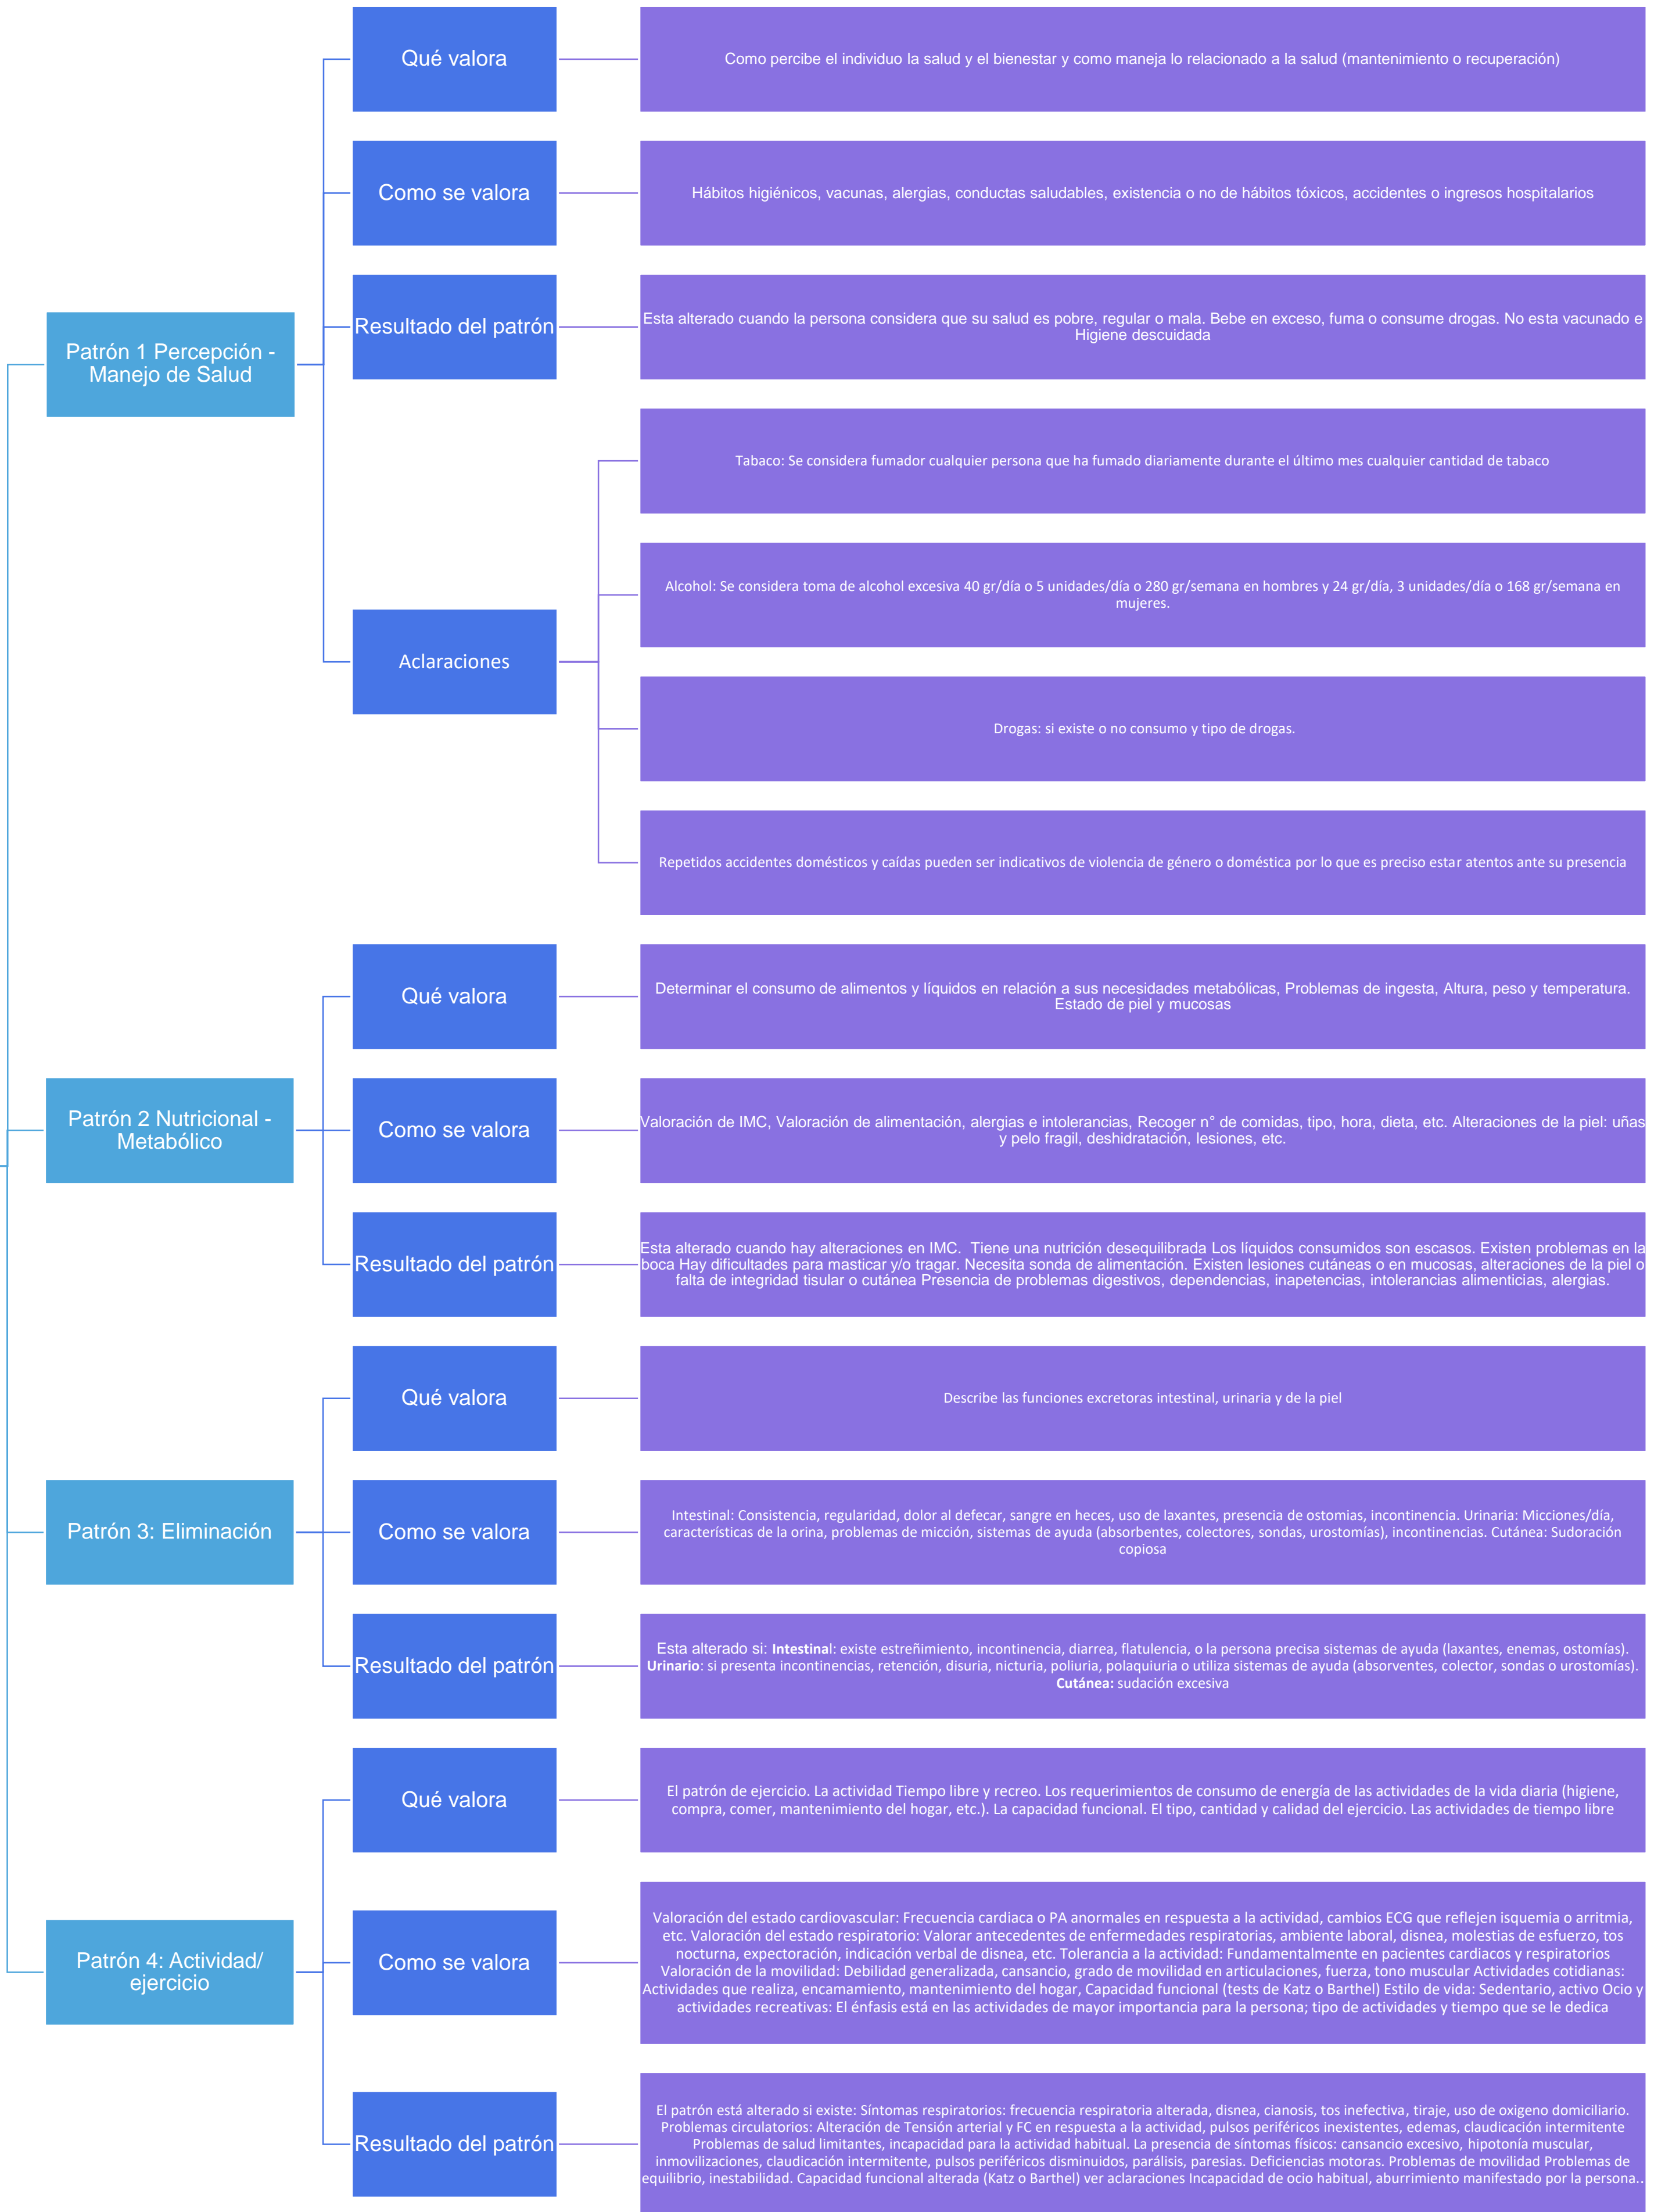 Patrón 1 Percepción -
Manejo de Salud
Qué valora
Como percibe el individuo la salud y el bienestar y como maneja lo relacionado a la salud (mantenimiento o recuperación)
Como se valora
Hábitos higiénicos, vacunas, alergias, conductas saludables, existencia o no de hábitos tóxicos, accidentes o ingresos hospitalarios
Resultado del patrón
Esta alterado cuando la persona considera que su salud es pobre, regular o mala. Bebe en exceso, fuma o consume drogas. No esta vacunado e
Higiene descuidada
Aclaraciones
Tabaco: Se considera fumador cualquier persona que ha fumado diariamente durante el último mes cualquier cantidad de tabaco
Alcohol: Se considera toma de alcohol excesiva 40 gr/día o 5 unidades/día o 280 gr/semana en hombres y 24 gr/día, 3 unidades/día o 168 gr/semana en
mujeres.
Drogas: si existe o no consumo y tipo de drogas.
Repetidos accidentes domésticos y caídas pueden ser indicativos de violencia de género o doméstica por lo que es preciso estar atentos ante su presencia
Patrón 2 Nutricional -
Metabólico
Qué valora
Determinar el consumo de alimentos y líquidos en relación a sus necesidades metabólicas, Problemas de ingesta, Altura, peso y temperatura.
Estado de piel y mucosas
Como se valora
Valoración de IMC, Valoración de alimentación, alergias e intolerancias, Recoger n° de comidas, tipo, hora, dieta, etc. Alteraciones de la piel: uñas
y pelo fragil, deshidratación, lesiones, etc.
Resultado del patrón
Esta alterado cuando hay alteraciones en IMC.  Tiene una nutrición desequilibrada Los líquidos consumidos son escasos. Existen problemas en la
boca Hay dificultades para masticar y/o tragar. Necesita sonda de alimentación. Existen lesiones cutáneas o en mucosas, alteraciones de la piel o
falta de integridad tisular o cutánea Presencia de problemas digestivos, dependencias, inapetencias, intolerancias alimenticias, alergias.
Patrón 3: Eliminación
Qué valora
Describe las funciones excretoras intestinal, urinaria y de la piel
Como se valora
Intestinal: Consistencia, regularidad, dolor al defecar, sangre en heces, uso de laxantes, presencia de ostomias, incontinencia. Urinaria: Micciones/día,
características de la orina, problemas de micción, sistemas de ayuda (absorbentes, colectores, sondas, urostomías), incontinencias. Cutánea: Sudoración
copiosa
Resultado del patrón
Esta alterado si: Intestinal: existe estreñimiento, incontinencia, diarrea, flatulencia, o la persona precisa sistemas de ayuda (laxantes, enemas, ostomías).
Urinario: si presenta incontinencias, retención, disuria, nicturia, poliuria, polaquiuria o utiliza sistemas de ayuda (absorventes, colector, sondas o urostomías).
Cutánea: sudación excesiva
Patrón 4: Actividad/
ejercicio
Qué valora
El patrón de ejercicio. La actividad Tiempo libre y recreo. Los requerimientos de consumo de energía de las actividades de la vida diaria (higiene,
compra, comer, mantenimiento del hogar, etc.). La capacidad funcional. El tipo, cantidad y calidad del ejercicio. Las actividades de tiempo libre
Como se valora
Valoración del estado cardiovascular: Frecuencia cardiaca o PA anormales en respuesta a la actividad, cambios ECG que reflejen isquemia o arritmia,
etc. Valoración del estado respiratorio: Valorar antecedentes de enfermedades respiratorias, ambiente laboral, disnea, molestias de esfuerzo, tos
nocturna, expectoración, indicación verbal de disnea, etc. Tolerancia a la actividad: Fundamentalmente en pacientes cardiacos y respiratorios
Valoración de la movilidad: Debilidad generalizada, cansancio, grado de movilidad en articulaciones, fuerza, tono muscular Actividades cotidianas:
Actividades que realiza, encamamiento, mantenimiento del hogar, Capacidad funcional (tests de Katz o Barthel) Estilo de vida: Sedentario, activo Ocio y
actividades recreativas: El énfasis está en las actividades de mayor importancia para la persona; tipo de actividades y tiempo que se le dedica
Resultado del patrón
El patrón está alterado si existe: Síntomas respiratorios: frecuencia respiratoria alterada, disnea, cianosis, tos inefectiva, tiraje, uso de oxigeno domiciliario.
Problemas circulatorios: Alteración de Tensión arterial y FC en respuesta a la actividad, pulsos periféricos inexistentes, edemas, claudicación intermitente
Problemas de salud limitantes, incapacidad para la actividad habitual. La presencia de síntomas físicos: cansancio excesivo, hipotonía muscular,
inmovilizaciones, claudicación intermitente, pulsos periféricos disminuidos, parálisis, paresias. Deficiencias motoras. Problemas de movilidad Problemas de
equilibrio, inestabilidad. Capacidad funcional alterada (Katz o Barthel) ver aclaraciones Incapacidad de ocio habitual, aburrimiento manifestado por la persona..